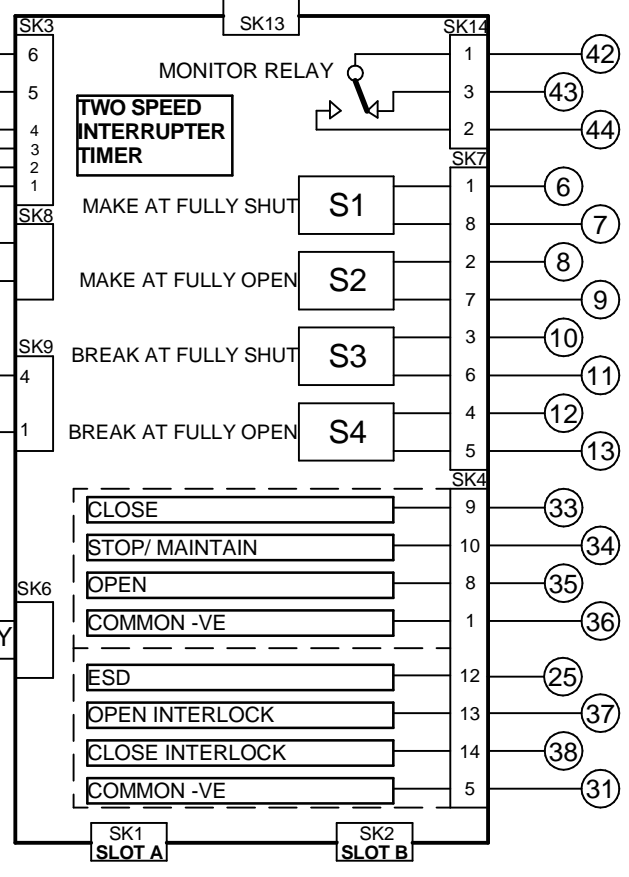 SK3
SK13
SK14
6
MONITOR RELAY
1
42
5
3
43
TWO SPEED
INTERRUPTER
TIMER
4
2
44
3
2
1
SK7
MAKE AT FULLY SHUT
S1
1
6
8
7
SK8
MAKE AT FULLY OPEN
S2
2
8
7
9
SK9
BREAK AT FULLY SHUT
S3
3
10
4
6
11
BREAK AT FULLY OPEN
S4
4
12
1
5
13
SK4
CLOSE
9
33
STOP/ MAINTAIN
10
34
SK6
OPEN
8
35
COMMON -VE
1
36
Y
ESD
12
25
OPEN INTERLOCK
13
37
CLOSE INTERLOCK
14
38
COMMON -VE
5
31
SK1
SLOT A
SK2
SLOT B